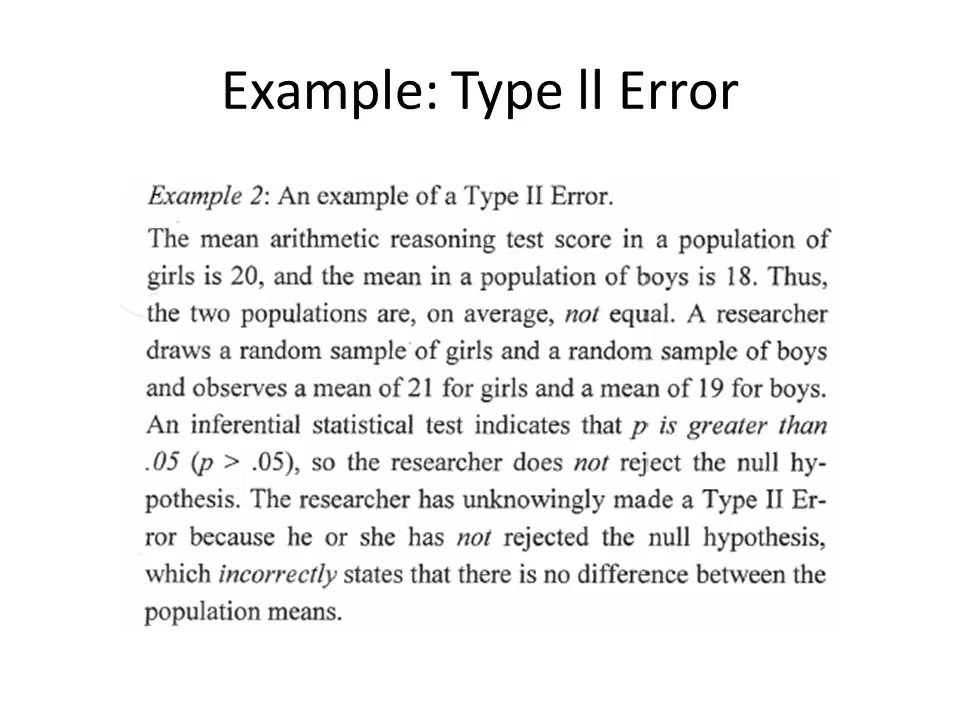 Example: Type ll Error
Example 2: An example of a Type II Error.
The mean arithmetic reasoning test score in a population of
girls is 20, and the mean in a population of boys is 18. Thus,
the two populations are, on average, not equal. A researcher
draws a random sample of girls and a random sample of boys
and observes a mean of 21 for girls and a mean of 19 for boys.
An inferential statistical test indicates that p is greater than
.05 (p > .05), so the researcher does not reject the null hy-
pothesis. The researcher has unknowingly made a Type II Er-
ror because he or she has not rejected the null hypothesis,
which incorrectly states that there is no difference between the
population means.